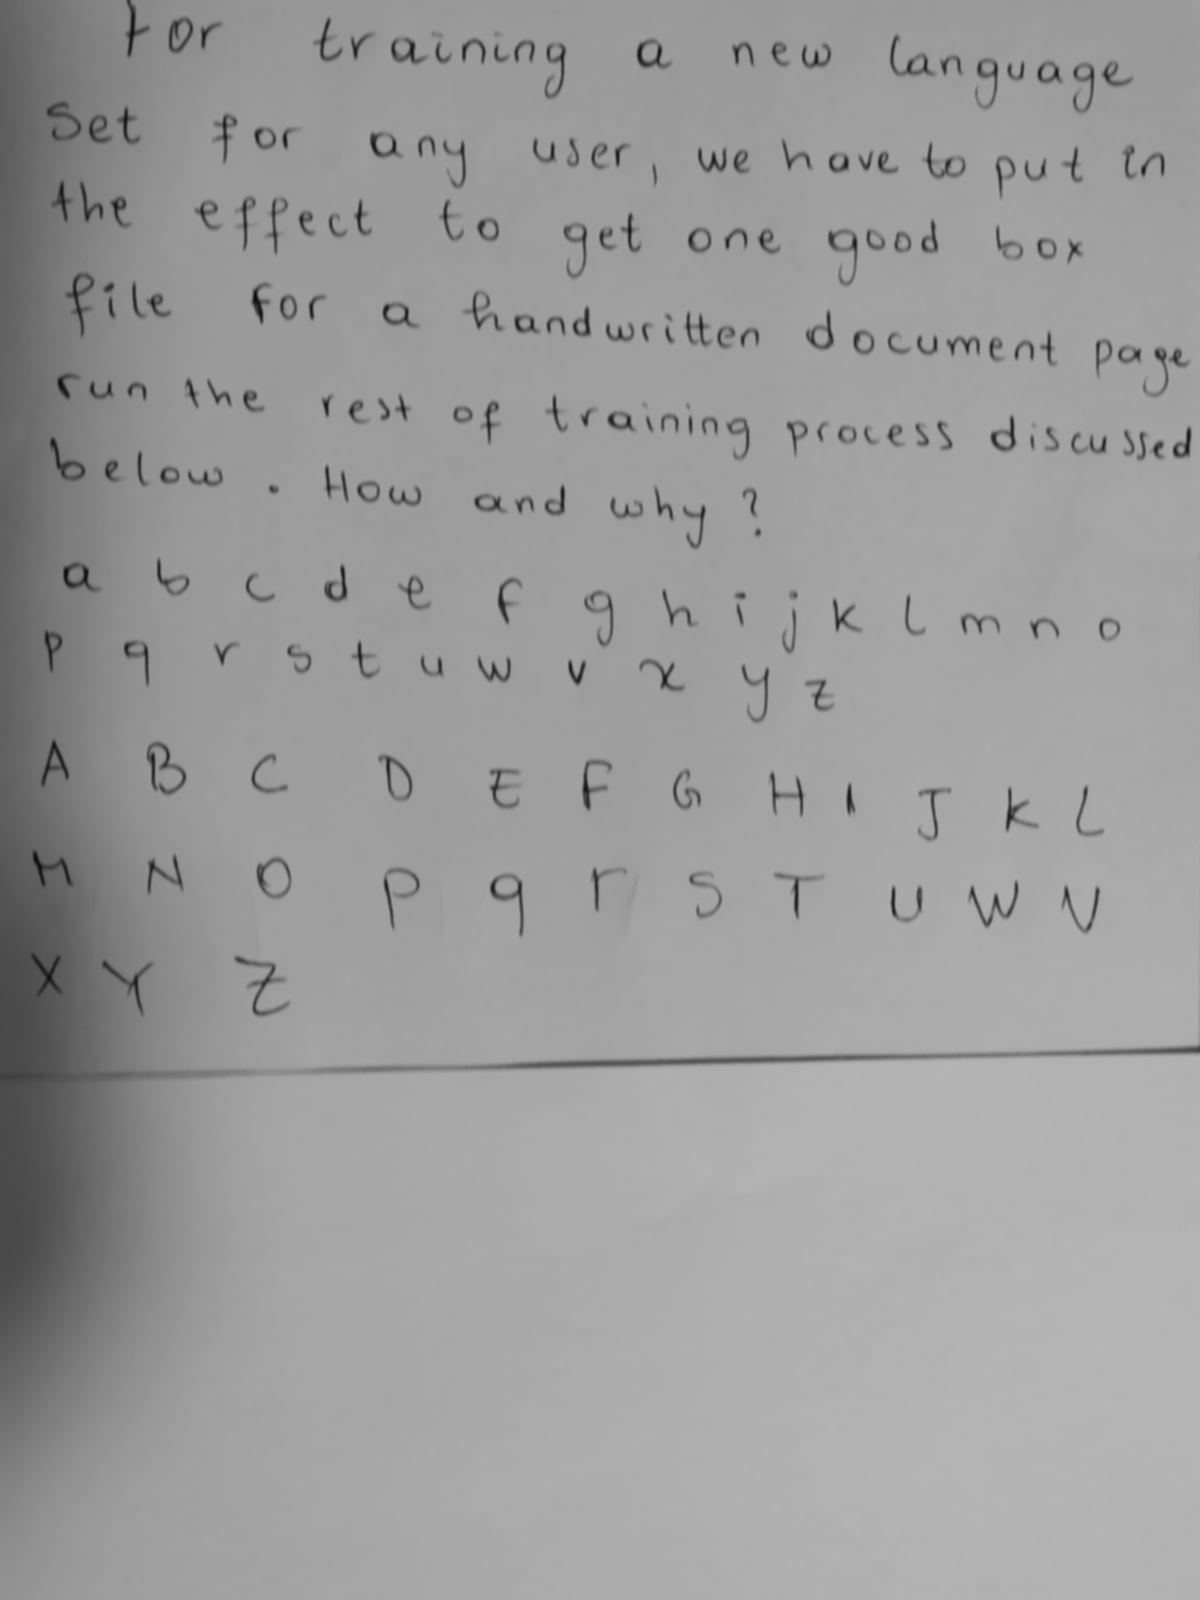 For training a new language
Set for any user, we have to put in
the effect to get one good box
file for a handwritten document page
run the rest of training process discussed
below. How and why?
a b c d e f g h i j k l m n o
p q r s t u w v x y z
A B C D E F G H I J K L
M N O P q r S T U W V
X Y Z